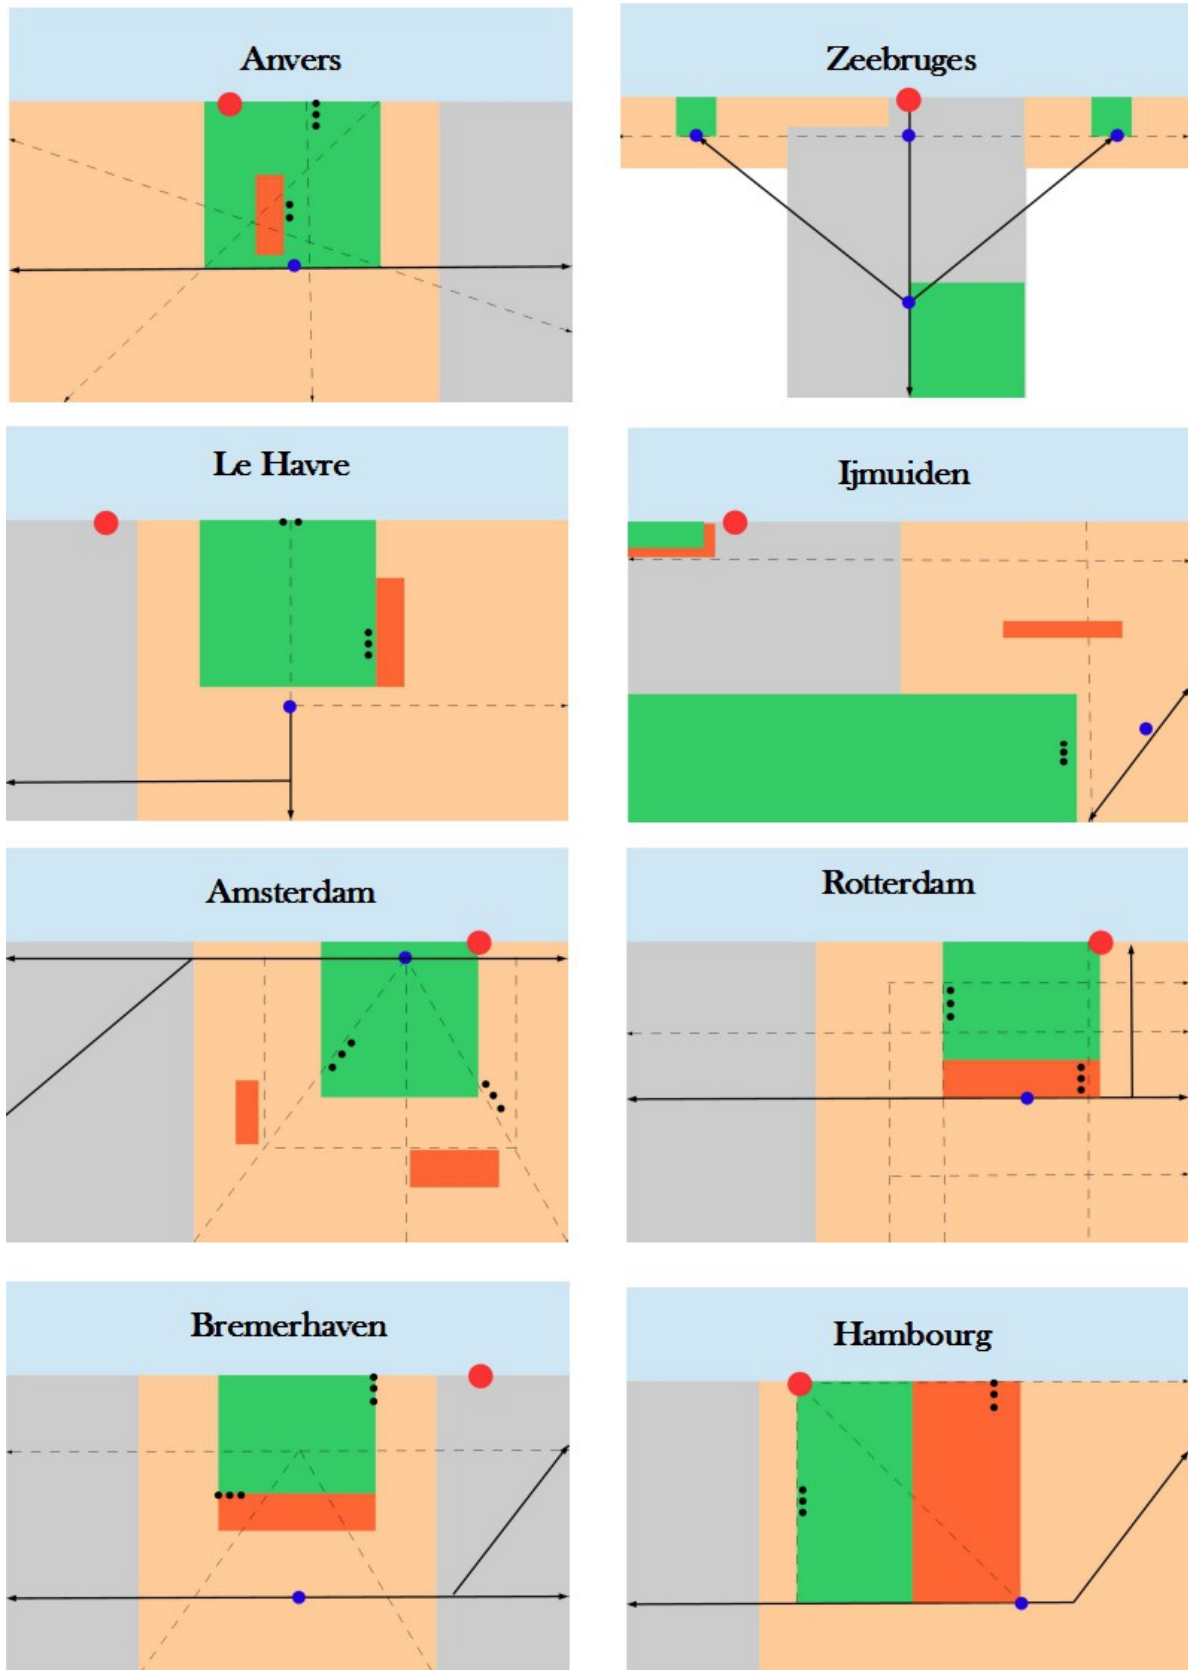 Anvers
Zeebruges
Le Havre
Ijmuiden
Amsterdam
Rotterdam
Bremerhaven
Hambourg